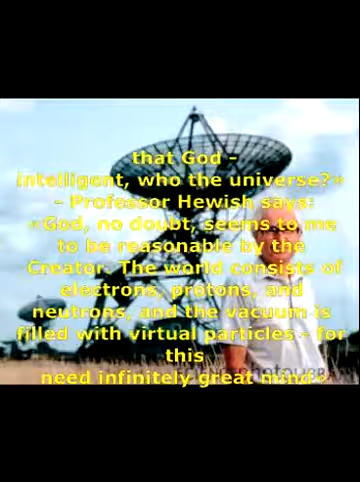 that God –
intelligent, who the universe?»
– Professor Hewish says:
«God, no doubt, seems to me
to be reasonable by the
Creator. The world consists of
electrons, protons, and
neutrons, and the vacuum is
filled with virtual particles – for
this
need infinitely great mind»